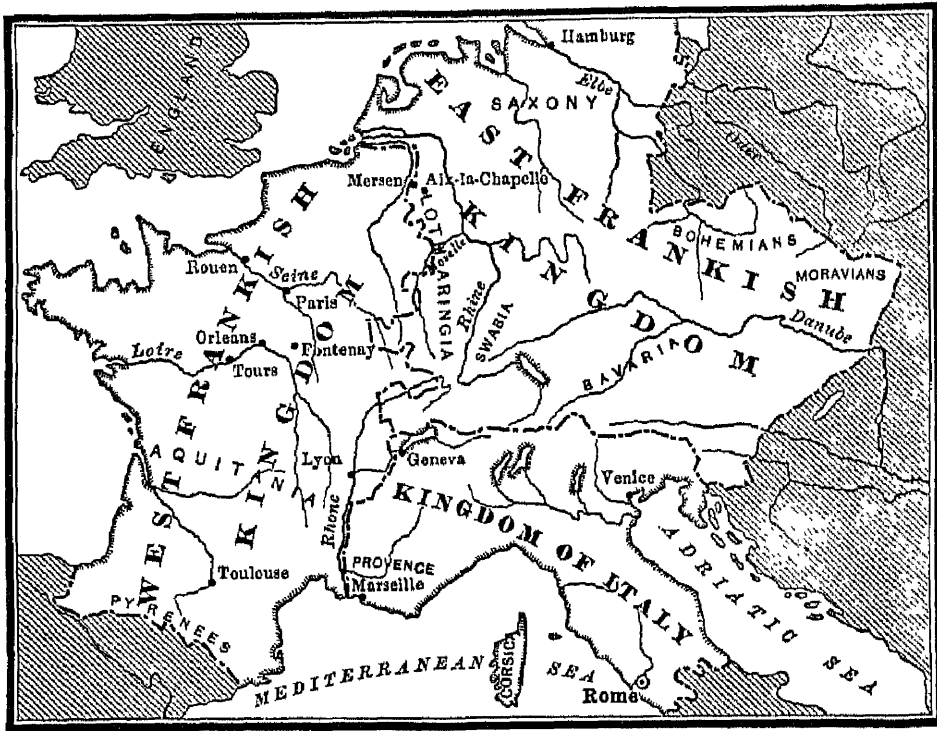 Hamburg
ENGLAND
Elbe
SAXONY
Oder
EASTERN FRANKISH KINGDOM
Mersen
Aix-la-Chapelle
LOTHARINGIA
Moselle
BOHEMIANS
MORAVIANS
Rouen
Seine
Paris
Rhine
SWABIA
Danube
Orleans
Fontenay
Loire
Tours
BAVARIA
WEST FRANKISH KINGDOM
AQUITANIA
Lyon
Geneva
Venice
KINGDOM OF ITALY
Rhone
PROVENCE
Marseille
Toulouse
PYRENEES
ADRIATIC SEA
MEDITERRANEAN SEA
CORSICA
Rome